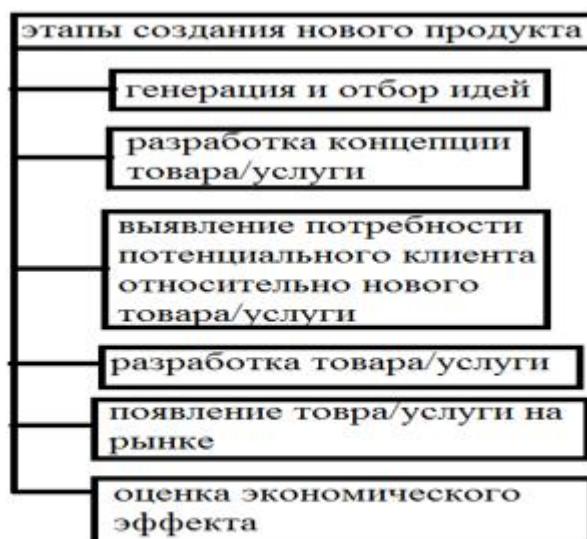 этапы создания нового продукта
генерация и отбор идей
разработка концепции
товара/услуги
выявление потребности
потенциального клиента
относительно нового
товара/услуги
разработка товара/услуги
появление товра/услуги на
рынке
оценка экономического
эффекта